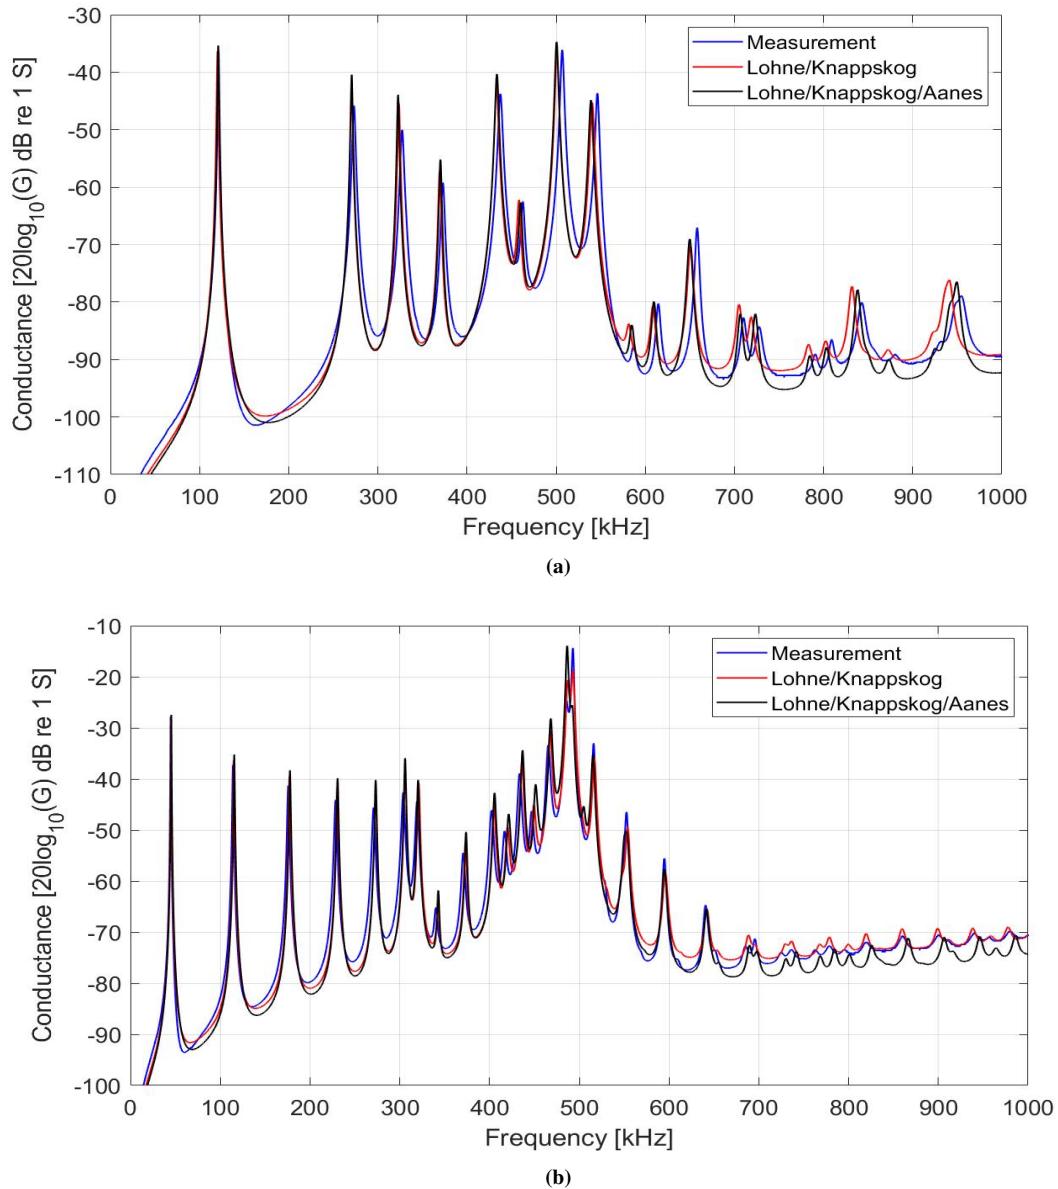 -30
-40
-50
-60
-70
-80
-90
-100
-110
Conductance [20log10(G) dB re 1 S]
Measurement
Lohne/Knappskog
Lohne/Knappskog/Aanes
0 100 200 300 400 500 600 700 800 900 1000
Frequency [kHz]
(a)
-10
-20
-30
-40
-50
-60
-70
-80
-90
-100
Conductance [20log10(G) dB re 1 S]
Measurement
Lohne/Knappskog
Lohne/Knappskog/Aanes
0 100 200 300 400 500 600 700 800 900 1000
Frequency [kHz]
(b)